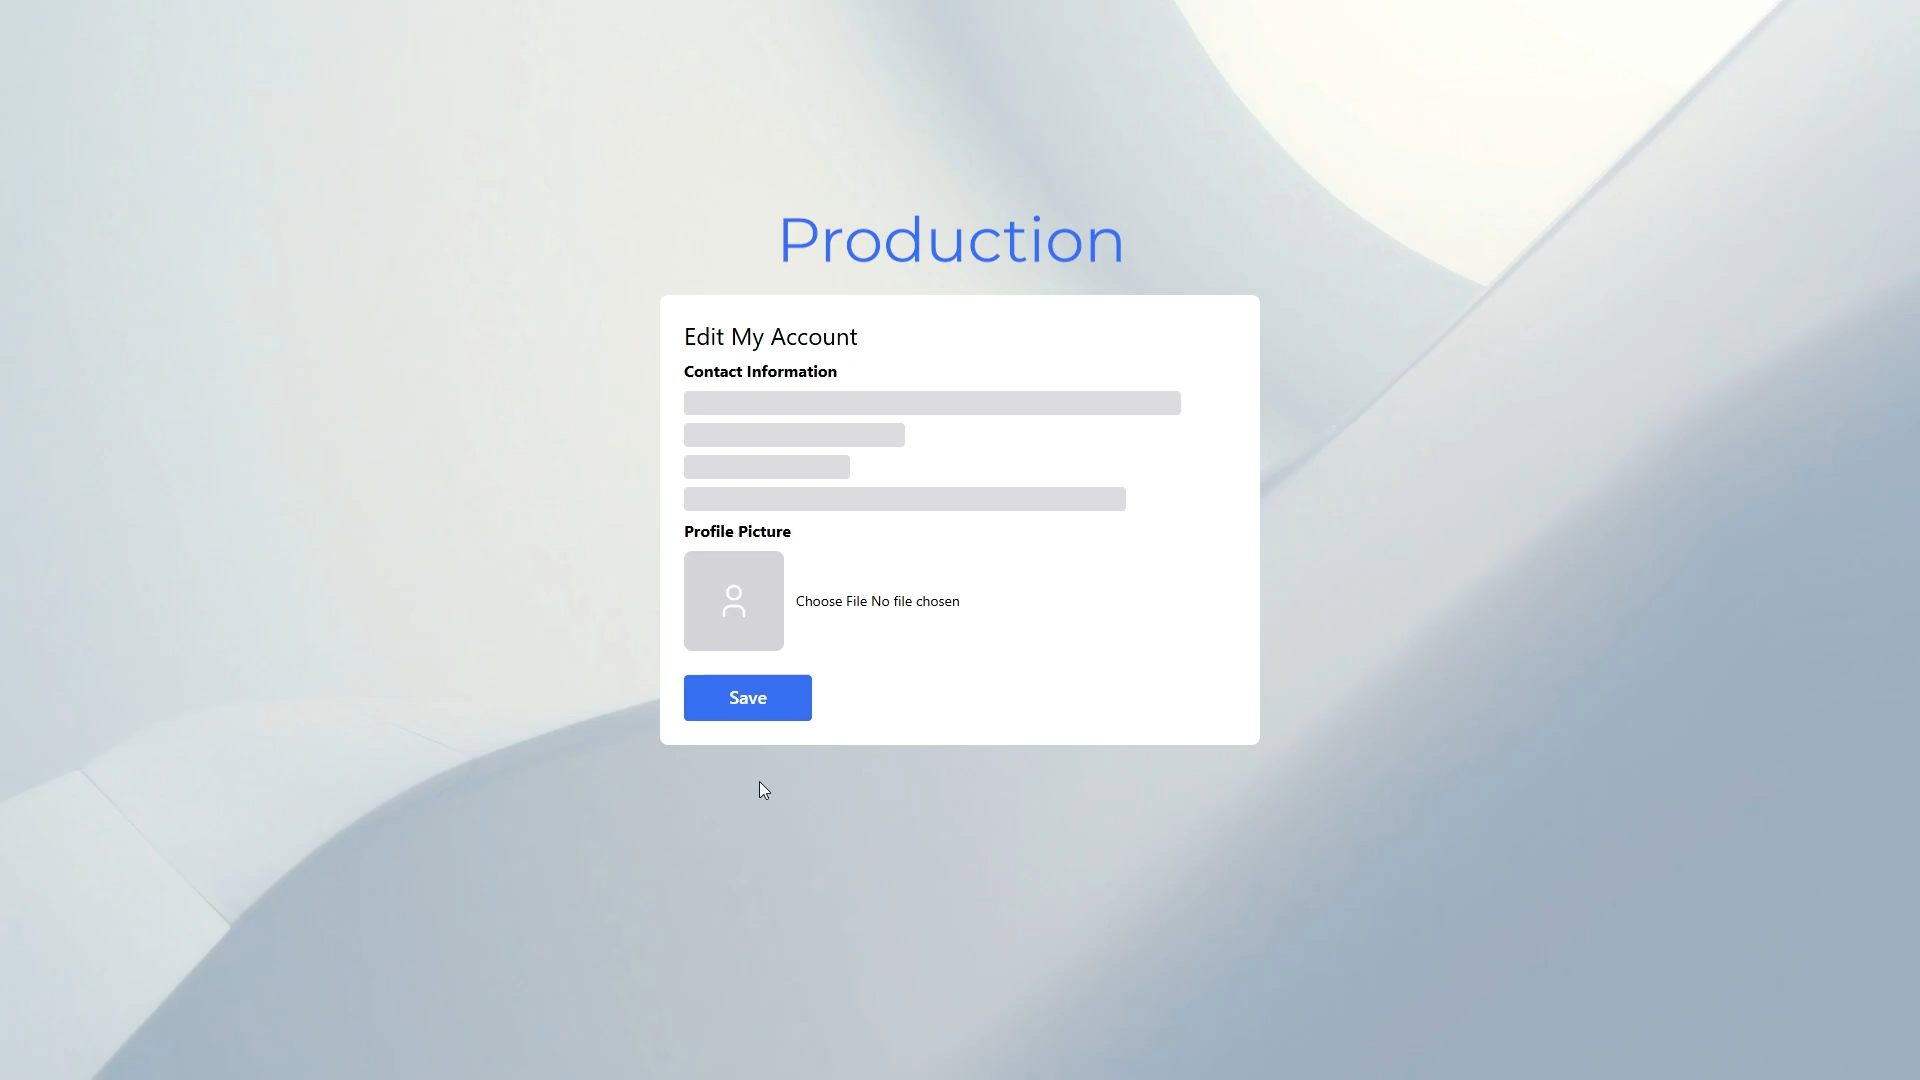 Production
Edit My Account
Contact Information
Profile Picture
Choose File No file chosen
Save